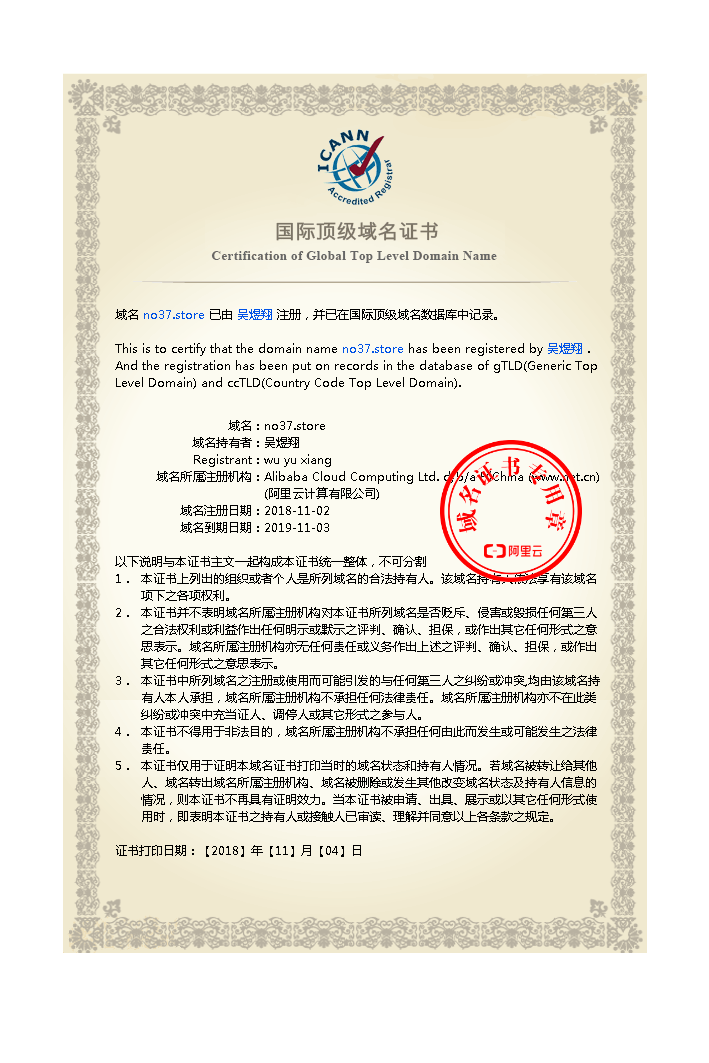 ICANN
Accredited Registrar
国际顶级域名证书
Certification of Global Top Level Domain Name
域名 no37.store 已由 吴煜翔 注册，并已在国际顶级域名数据库中记录。
This is to certify that the domain name no37.store has been registered by 吴煜翔 .
And the registration has been put on records in the database of gTLD(Generic Top
Level Domain) and ccTLD(Country Code Top Level Domain).
域名：no37.store
域名持有者：吴煜翔
Registrant：wu yu xiang
域名所属注册机构：Alibaba Cloud Computing Ltd. d/b/a HiChina (www.net.cn)
(阿里云计算有限公司)
域名注册日期：2018-11-02
域名到期日期：2019-11-03
域名证书专用章
阿里云
以下说明与本证书主文一起构成本证书统一整体，不可分割
1． 本证书上列出的组织或者个人是所列域名的合法持有人。该域名持有人依法享有该域名
项下之各项权利。
2． 本证书并不表明域名所属注册机构对本证书所列域名是否贬斥、侵害或毁损任何第三人
之合法权利或利益作出任何明示或默示之评判、确认、担保，或作出其它任何形式之意
思表示。域名所属注册机构亦无任何责任或义务作出上述之评判、确认、担保，或作出
其它任何形式之意思表示。
3． 本证书中所列域名之注册或使用而可能引发的与任何第三人之纠纷或冲突,均由该域名持
有人本人承担，域名所属注册机构不承担任何法律责任。域名所属注册机构亦不在此类
纠纷或冲突中充当证人、调停人或其它形式之参与人。
4． 本证书不得用于非法目的，域名所属注册机构不承担任何由此而发生或可能发生之法律
责任。
5． 本证书仅用于证明本域名证书打印当时的域名状态和持有人情况。若域名被转让给其他
人、域名转出域名所属注册机构、域名被删除或发生其他改变域名状态及持有人信息的
情况，则本证书不再具有证明效力。当本证书被申请、出具、展示或以其它任何形式使
用时，即表明本证书之持有人或接触人已审读、理解并同意以上各条款之规定。
证书打印日期：【2018】年【11】月【04】日